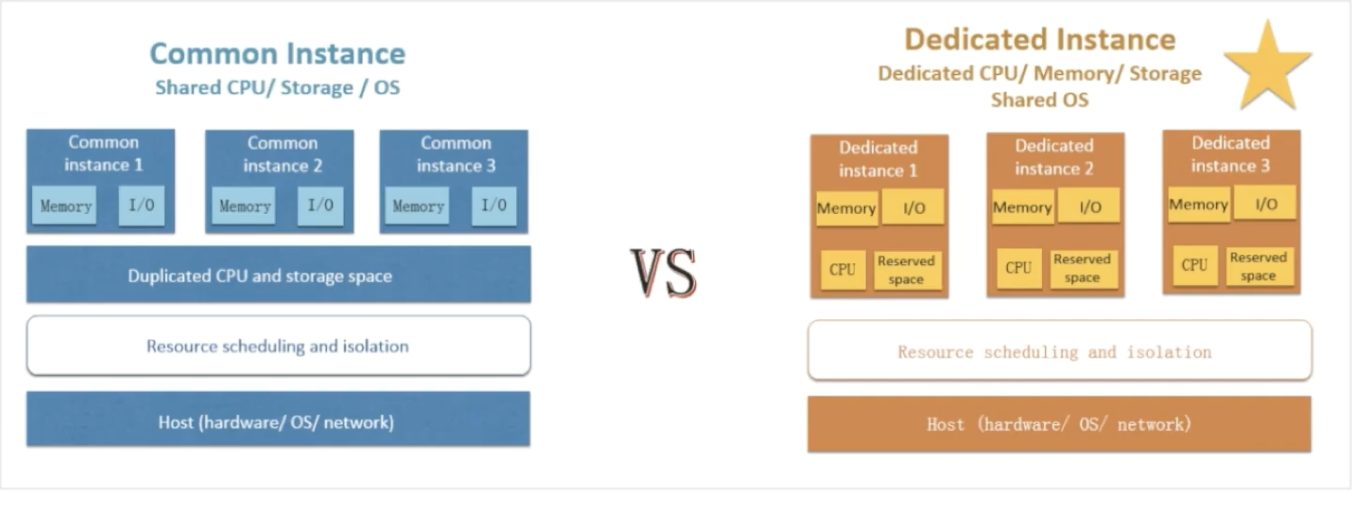 Common Instance
Shared CPU/ Storage / OS
Common
instance 1
Memory
I/O
Common
instance 2
Memory
I/O
Common
instance 3
Memory
I/O
Duplicated CPU and storage space
Resource scheduling and isolation
Host (hardware/ OS/ network)
VS
Dedicated Instance
Dedicated CPU/ Memory/ Storage
Shared OS
Dedicated
instance 1
Memory
I/O
CPU
Reserved
space
Dedicated
instance 2
Memory
I/O
CPU
Reserved
space
Dedicated
instance 3
Memory
I/O
CPU
Reserved
space
Resource scheduling and isolation
Host (hardware/ OS/ network)